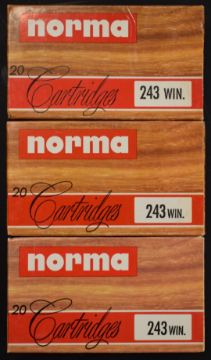 norma
20
Cartridges
243 WIN.
norma
20
Cartridges
243 WIN.
norma
20
Cartridges
243 WIN.